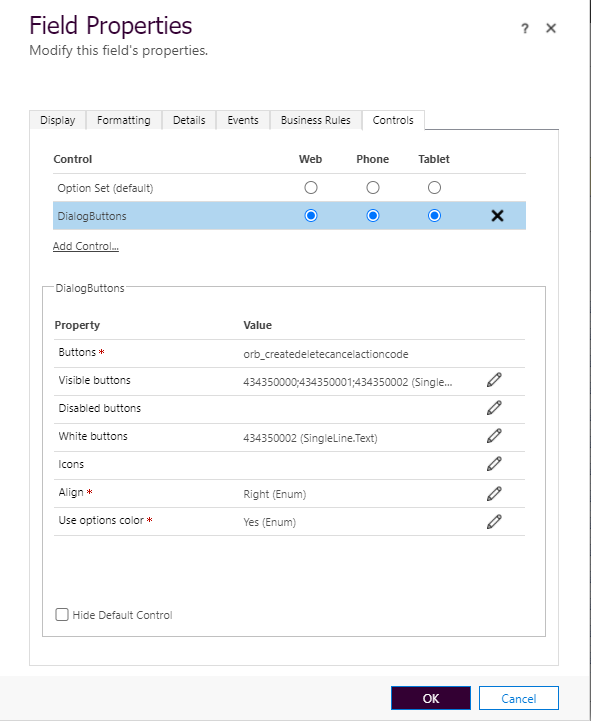 Field Properties
? ×
Modify this field's properties.
Display Formatting Details Events Business Rules Controls
Control Web Phone Tablet
Option Set (default)
DialogButtons
Add Control...
DialogButtons
Property Value
Buttons * orb_createdeletecancelactioncode
Visible buttons 434350000;434350001;434350002 (Single...
Disabled buttons
White buttons 434350002 (SingleLine.Text)
Icons
Align * Right (Enum)
Use options color * Yes (Enum)
Hide Default Control
OK Cancel